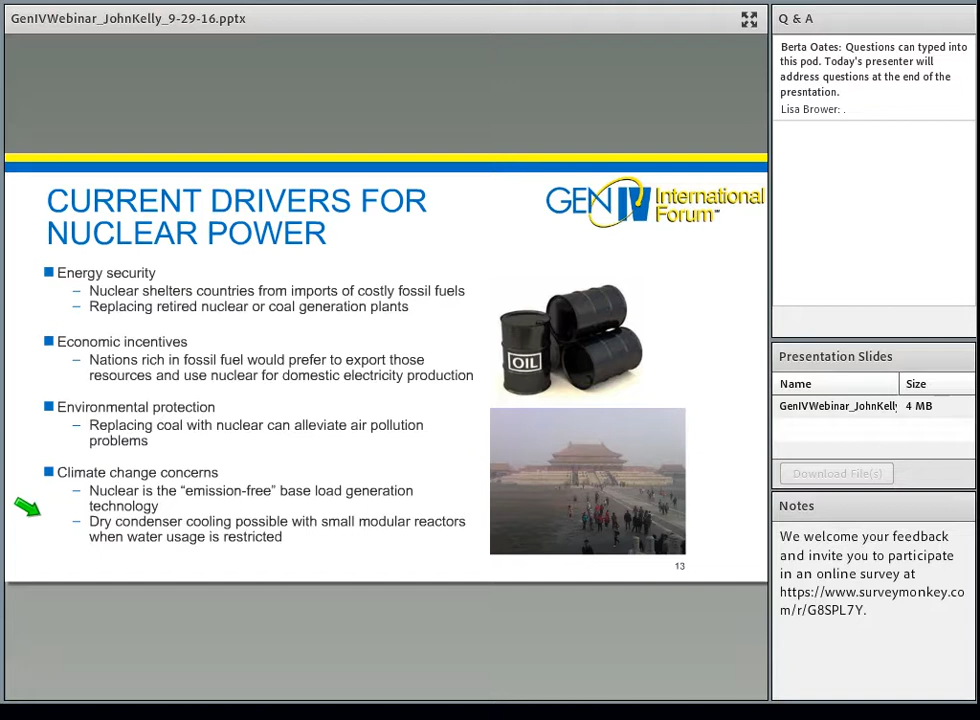 GenIVWebinar_JohnKelly_9-29-16.pptx
CURRENT DRIVERS FOR
NUCLEAR POWER
GEN IV International
Forum™
Energy security
– Nuclear shelters countries from imports of costly fossil fuels
– Replacing retired nuclear or coal generation plants
Economic incentives
– Nations rich in fossil fuel would prefer to export those
resources and use nuclear for domestic electricity production
Environmental protection
– Replacing coal with nuclear can alleviate air pollution
problems
Climate change concerns
– Nuclear is the “emission-free” base load generation
technology
– Dry condenser cooling possible with small modular reactors
when water usage is restricted
OIL
13
Q & A
Berta Oates: Questions can typed into
this pod. Today's presenter will
address questions at the end of the
presntation.
Lisa Brower: .
Presentation Slides
Name Size
GenIVWebinar_JohnKelly 4 MB
Download File(s)
Notes
We welcome your feedback
and invite you to participate
in an online survey at
https://www.surveymonkey.co
m/r/G8SPL7Y.